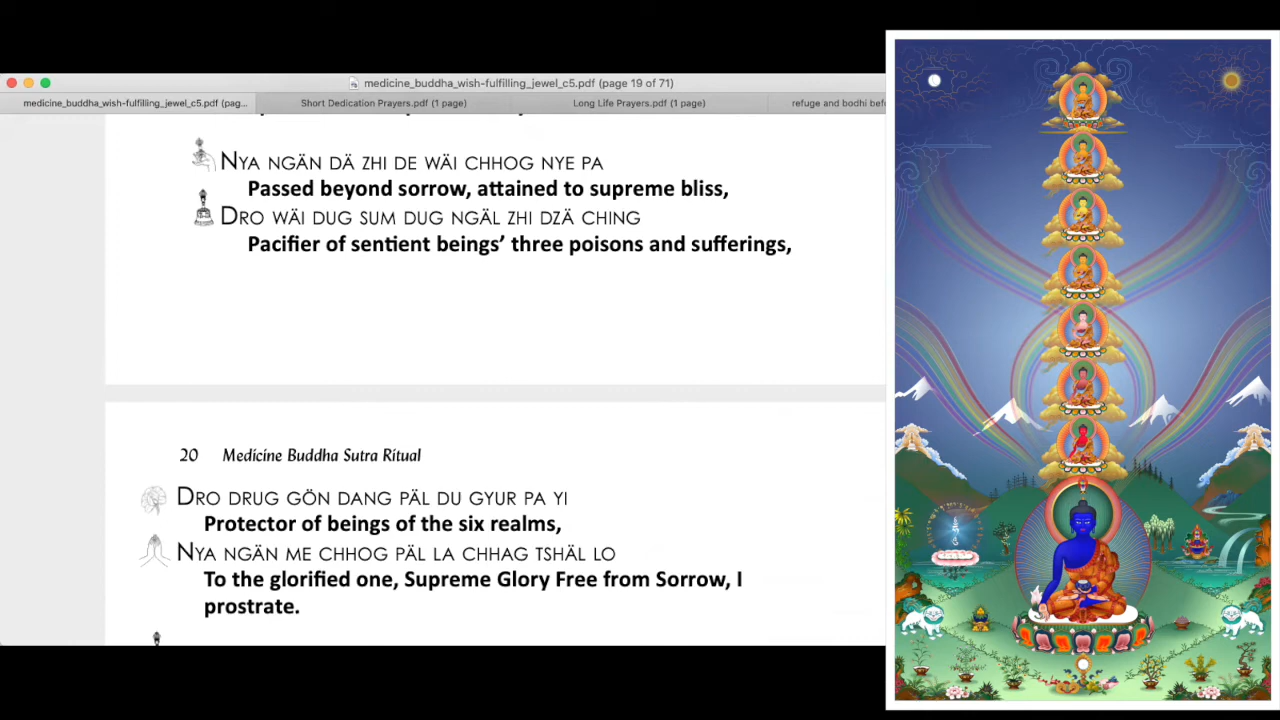 medicine_buddha_wish-fulfilling_jewel_c5.pdf (page 19 of 71)
medicine_buddha_wish-fulfilling_jewel_c5.pdf (pag... Short Dedication Prayers.pdf (1 page) Long Life Prayers.pdf (1 page) refuge and bodhi bef
NYA NGÄN DÄ ZHI DE WÄI CHHOG NYE PA
Passed beyond sorrow, attained to supreme bliss,
DRO WÄI DUG SUM DUG NGÄL ZHI DZÄ CHING
Pacifier of sentient beings' three poisons and sufferings,
20 Medicine Buddha Sutra Ritual
DRO DRUG GÖN DANG PÄL DU GYUR PA YI
Protector of beings of the six realms,
NYA NGÄN ME CHHOG PÄL LA CHHAG TSHÄL LO
To the glorified one, Supreme Glory Free from Sorrow, I
prostrate.